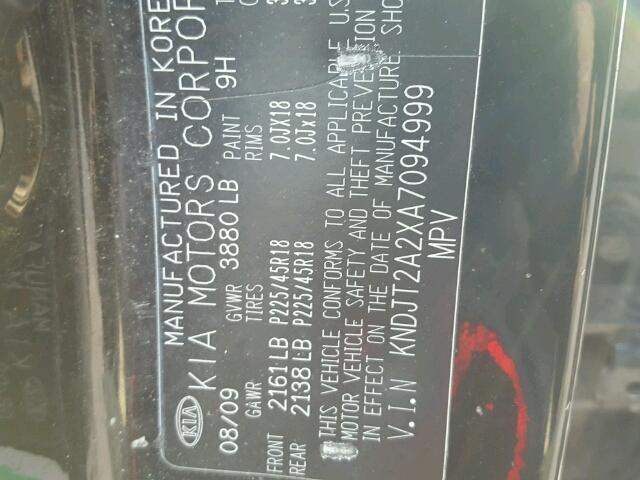 MANUFACTURED IN KORE
KIA KIA MOTORS CORPOR
08/09 GVWR 3880 LB PAINT 9H
GAWR TIRES RIMS
FRONT 2161 LB P225/45R18 7.0JX18
REAR 2138 LB P225/45R18 7.0Jx18
THIS VEHICLE CONFORMS TO ALL APPLICABLE U.S
MOTOR VEHICLE SAFETY AND THEFT PREVENTION
IN EFFECT ON THE DATE OF MANUFACTURE SHO
V.I.N KNDJT2A2XA7094999
MPV